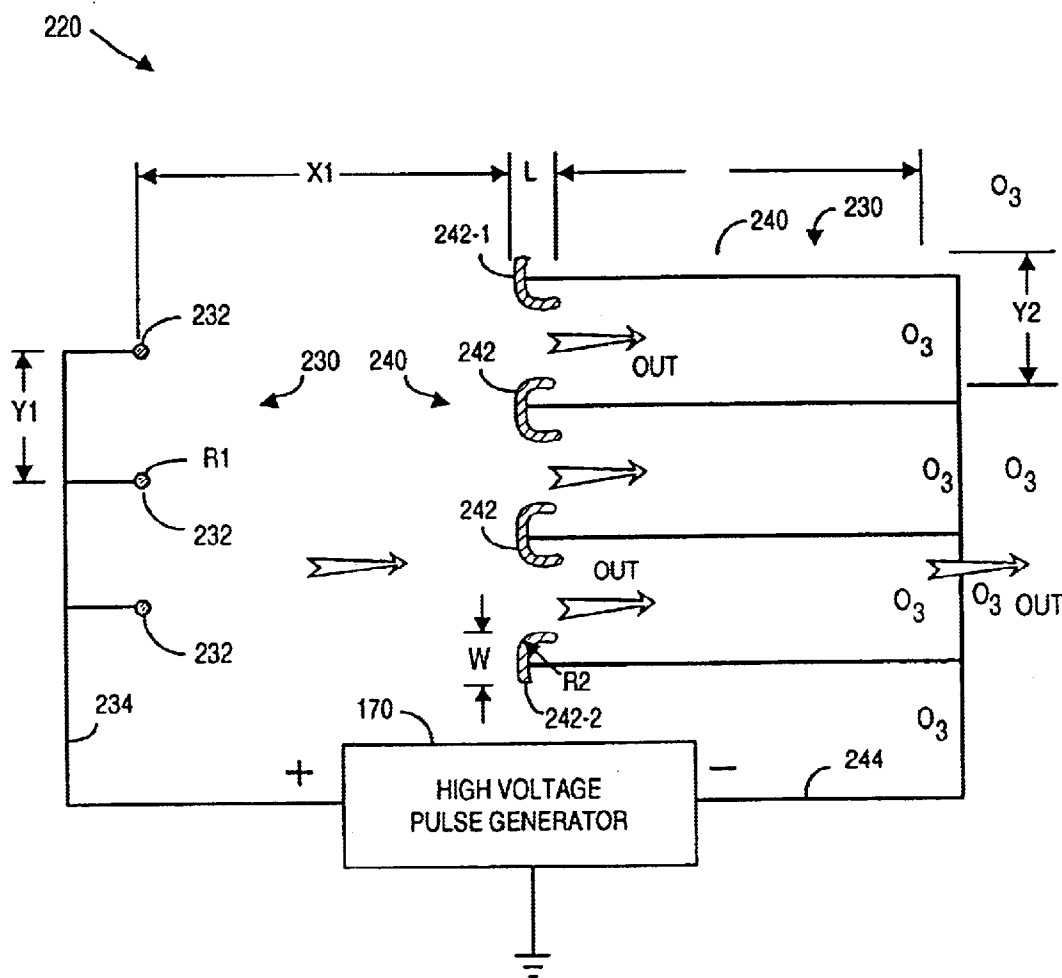 220
X1
L
O3
242-1
240
230
232
Y2
Y1
230
240
242
OUT
O3
R1
232
242
O3
O3
OUT
O3
O3
OUT
232
W
R2
242-2
234
170
O3
+
−
244
HIGH VOLTAGE
PULSE GENERATOR